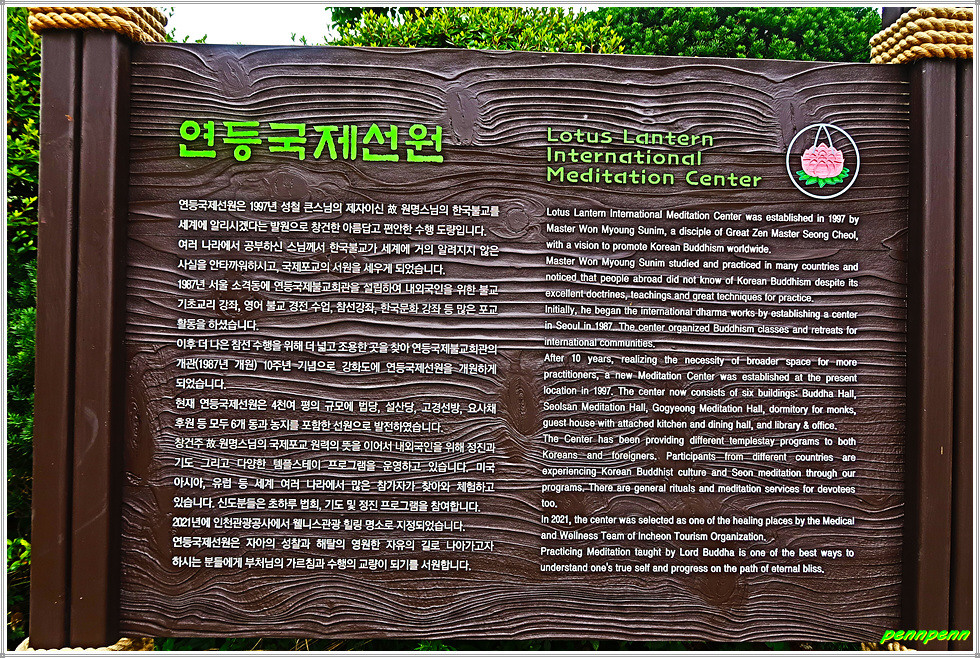 연등국제선원
연등국제선원은 1997년 성철 큰스님의 제자이신 故 원명스님의 한국불교를
세계에 알리시겠다는 발원으로 창건한 아름답고 편안한 수행 도량입니다.
여러 나라에서 공부하신 스님께서 한국불교가 세계에 거의 알려지지 않은
사실을 안타까워하시고, 국제포교의 서원을 세우게 되었습니다.
1987년 서울 소격동에 연등국제불교회관을 설립하여 내외국인을 위한 불교
기초교리 강좌, 영어 불교 경전 수업, 참선강좌, 한국문화 강좌 등 많은 포교
활동을 하셨습니다.
이후 더 나은 참선 수행을 위해 더 넓고 조용한 곳을 찾아 연등국제불교회관의
개관(1987년 개원) 10주년 기념으로 강화도에 연등국제선원을 개원하게
되었습니다.
현재 연등국제선원은 4천여 평의 규모에 법당, 설산당, 고경선방, 요사채
후원 등 모두 6개 동과 농지를 포함한 선원으로 발전하였습니다.
창건주 故 원명스님의 국제포교 원력의 뜻을 이어서 내외국인을 위해 정진과
기도 그리고 다양한 템플스테이 프로그램을 운영하고 있습니다. 미국
아시아, 유럽 등 세계 여러 나라에서 많은 참가자가 찾아와 체험하고
있습니다. 신도분들은 초하루 법회, 기도 및 정진 프로그램을 참여합니다.
2021년에 인천관광공사에서 웰니스관광 힐링 명소로 지정되었습니다.
연등국제선원은 자아의 성찰과 해탈의 영원한 자유의 길로 나아가고자
하시는 분들에게 부처님의 가르침과 수행의 교량이 되기를 서원합니다.
Lotus Lantern
International
Meditation Center
Lotus Lantern International Meditation Center was established in 1997 by
Master Won Myoung Sunim, a disciple of Great Zen Master Seong Cheol,
with a vision to promote Korean Buddhism worldwide.
Master Won Myoung Sunim studied and practiced in many countries and
noticed that people abroad did not know of Korean Buddhism despite its
excellent doctrines, teachings and great techniques for practice.
Initially, he began the international dharma works by establishing a center
in Seoul in 1987. The center organized Buddhism classes and retreats for
international communities.
After 10 years, realizing the necessity of broader space for more
practitioners, a new Meditation Center was established at the present
location in 1997. The center now consists of six buildings: Buddha Hall,
Seolsan Meditation Hall, Gogyeong Meditation Hall, dormitory for monks,
guest house with attached kitchen and dining hall, and library & office.
The Center has been providing different templestay programs to both
Koreans and foreigners. Participants from different countries are
experiencing Korean Buddhist culture and Seon meditation through our
programs. There are general rituals and meditation services for devotees
too.
In 2021, the center was selected as one of the healing places by the Medical
and Wellness Team of Incheon Tourism Organization.
Practicing Meditation taught by Lord Buddha is one of the best ways to
understand one's true self and progress on the path of eternal bliss.
pennpenn